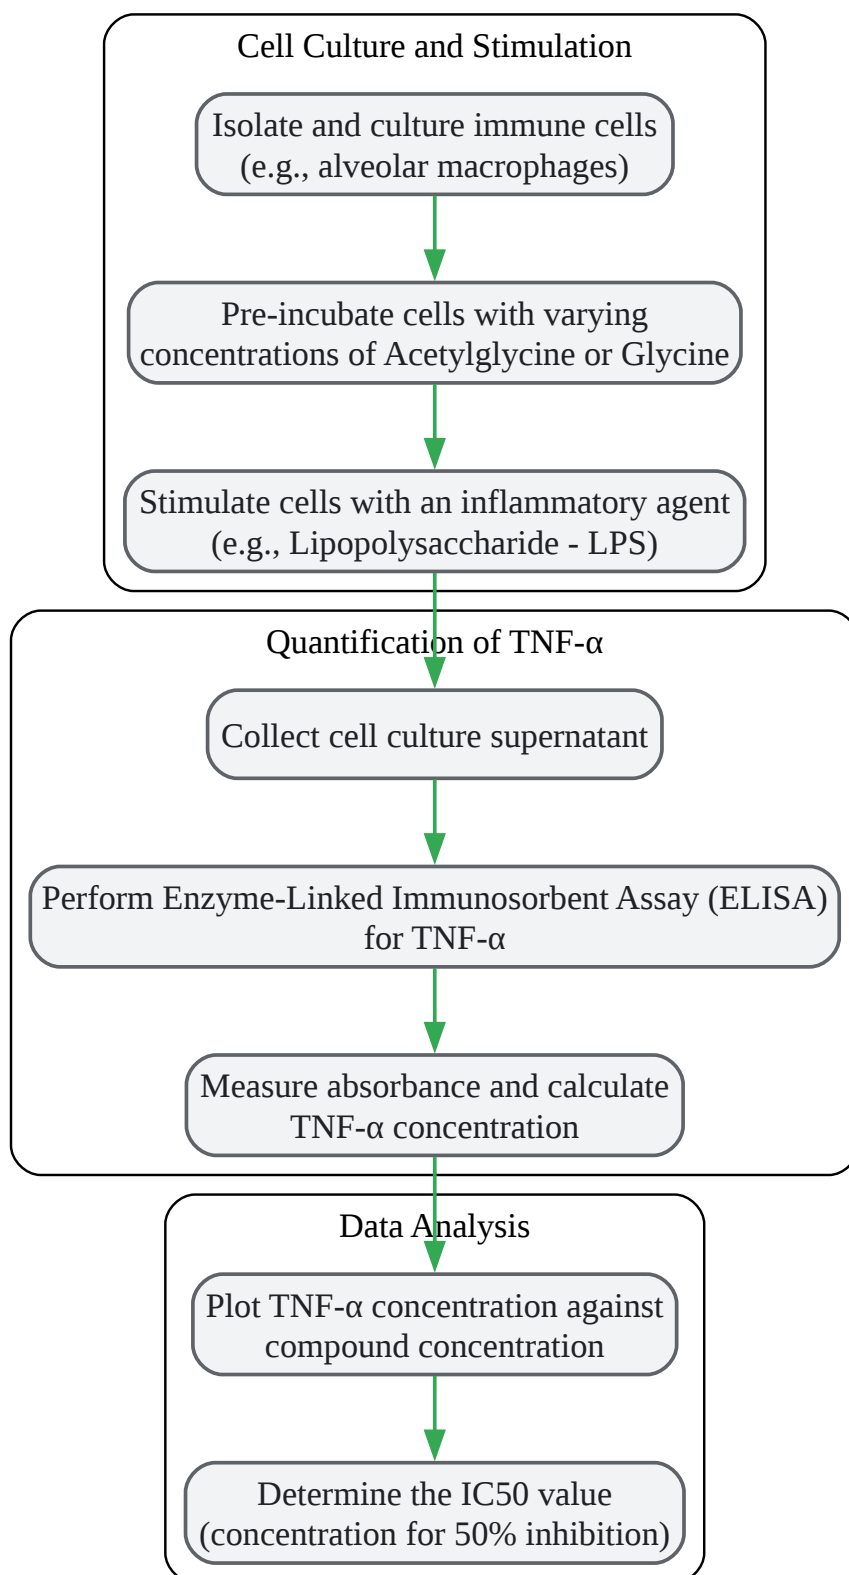 Cell Culture and Stimulation
Isolate and culture immune cells
(e.g., alveolar macrophages)
Pre-incubate cells with varying
concentrations of Acetylglycine or Glycine
Stimulate cells with an inflammatory agent
(e.g., Lipopolysaccharide - LPS)
Quantification of TNF-α
Collect cell culture supernatant
Perform Enzyme-Linked Immunosorbent Assay (ELISA)
for TNF-α
Measure absorbance and calculate
TNF-α concentration
Data Analysis
Plot TNF-α concentration against
compound concentration
Determine the IC50 value
(concentration for 50% inhibition)